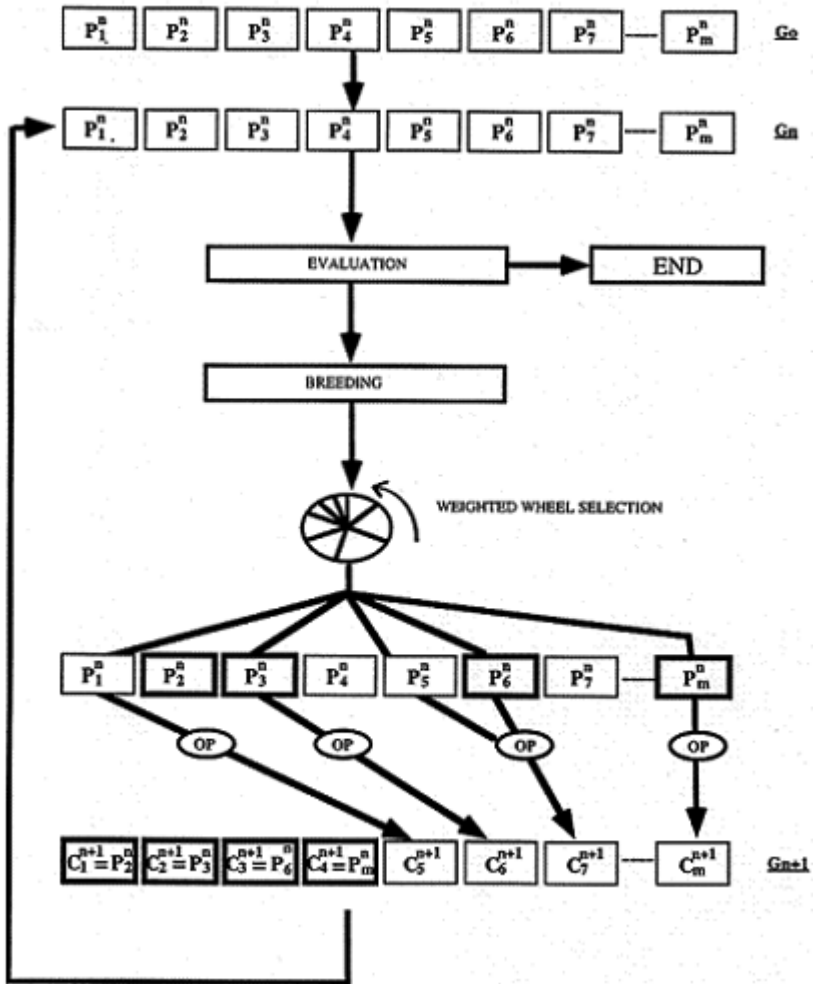 P₁ⁿ P₂ⁿ P₃ⁿ P₄ⁿ P₅ⁿ P₆ⁿ P₇ⁿ Pₘⁿ Go
P₁ⁿ P₂ⁿ P₃ⁿ P₄ⁿ P₅ⁿ P₆ⁿ P₇ⁿ Pₘⁿ Gn
EVALUATION END
BREEDING
WEIGHTED WHEEL SELECTION
P₁ⁿ P₂ⁿ P₃ⁿ P₄ⁿ P₅ⁿ P₆ⁿ P₇ⁿ Pₘⁿ
OP OP OP OP
C₁ⁿ⁺¹=P₂ⁿ C₂ⁿ⁺¹=P₃ⁿ C₃ⁿ⁺¹=P₆ⁿ C₄ⁿ⁺¹=Pₘⁿ C₅ⁿ⁺¹ C₆ⁿ⁺¹ C₇ⁿ⁺¹ Cₘⁿ⁺¹ Gn+1